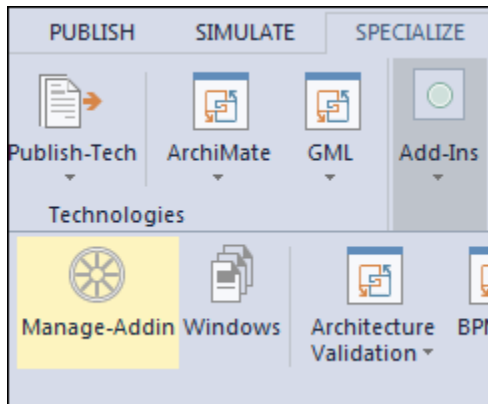 PUBLISH SIMULATE SPECIALIZE
Publish-Tech ArchiMate GML Add-Ins
Technologies
Manage-Addin Windows Architecture
Validation